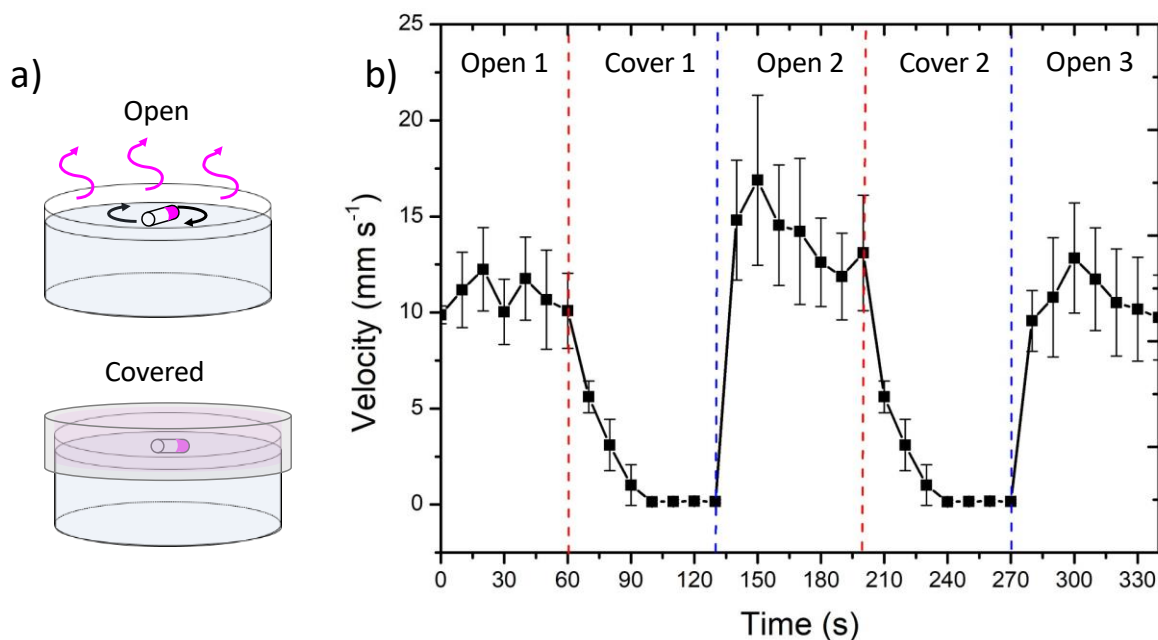 a)
Open
Covered
b)
Open 1 Cover 1 Open 2 Cover 2 Open 3
25
20
15
10
5
0
Velocity (mm s⁻¹)
0 30 60 90 120 150 180 210 240 270 300 330
Time (s)